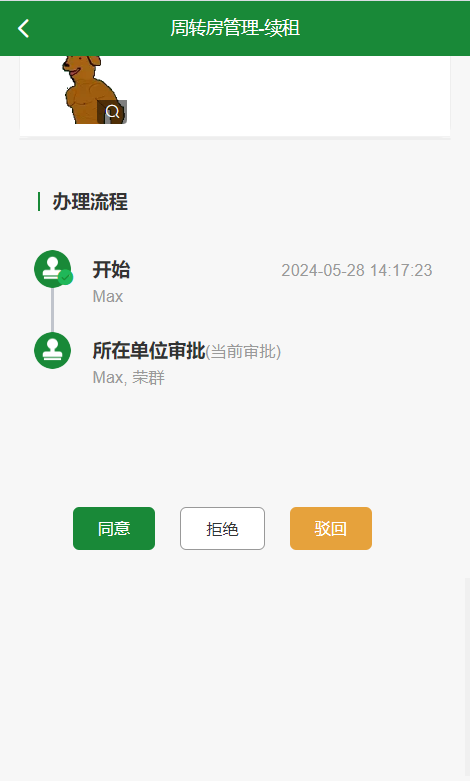 周转房管理-续租
办理流程
开始 2024-05-28 14:17:23
Max
所在单位审批(当前审批)
Max, 荣群
同意 拒绝 驳回